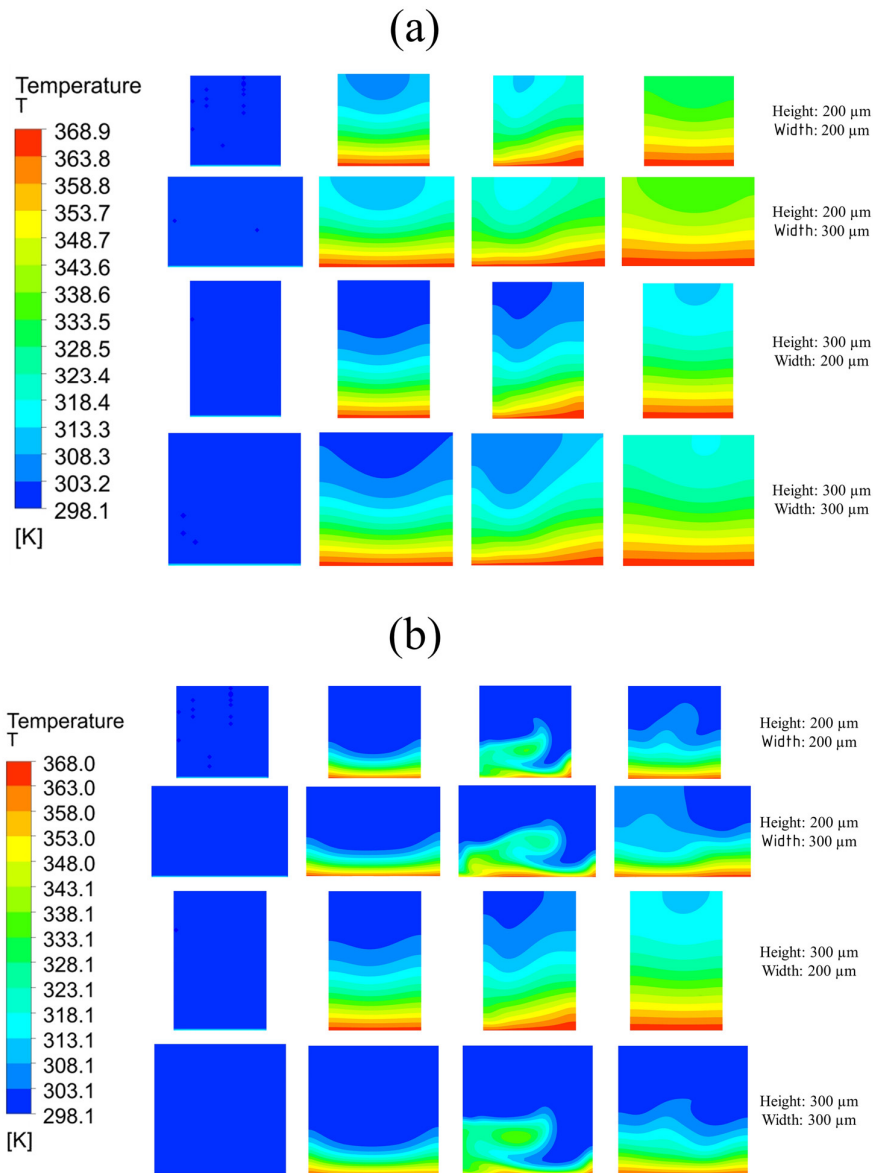 (a)
Temperature
T
368.9
363.8
358.8
353.7
348.7
343.6
338.6
333.5
328.5
323.4
318.4
313.3
308.3
303.2
298.1
[K]
Height: 200 µm
Width: 200 µm
Height: 200 µm
Width: 300 µm
Height: 300 µm
Width: 200 µm
Height: 300 µm
Width: 300 µm
(b)
Temperature
T
368.0
363.0
358.0
353.0
348.0
343.1
338.1
333.1
328.1
323.1
318.1
313.1
308.1
303.1
298.1
[K]
Height: 200 µm
Width: 200 µm
Height: 200 µm
Width: 300 µm
Height: 300 µm
Width: 200 µm
Height: 300 µm
Width: 300 µm